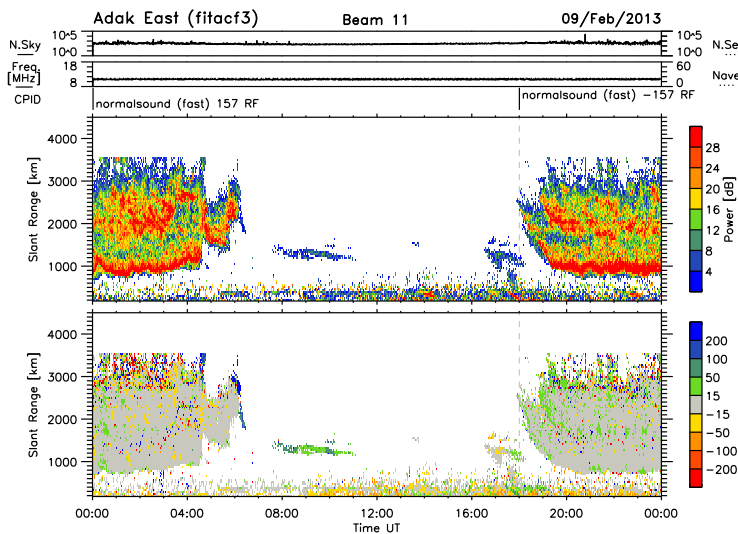 Adak East (fitacf3) Beam 11 09/Feb/2013
N.Sky 10+5 10+0 10+5 10+0 N.Se
Freq. [MHz] 18 8 60 0 Nave
CPID normalsound (fast) 157 RF normalsound (fast) -157 RF
Slant Range [km] 4000 3000 2000 1000
Power [dB] 28 24 20 16 12 8 4
Slant Range [km] 4000 3000 2000 1000
200 100 50 15 -15 -50 -100 -200
00:00 04:00 08:00 12:00 16:00 20:00 00:00
Time UT